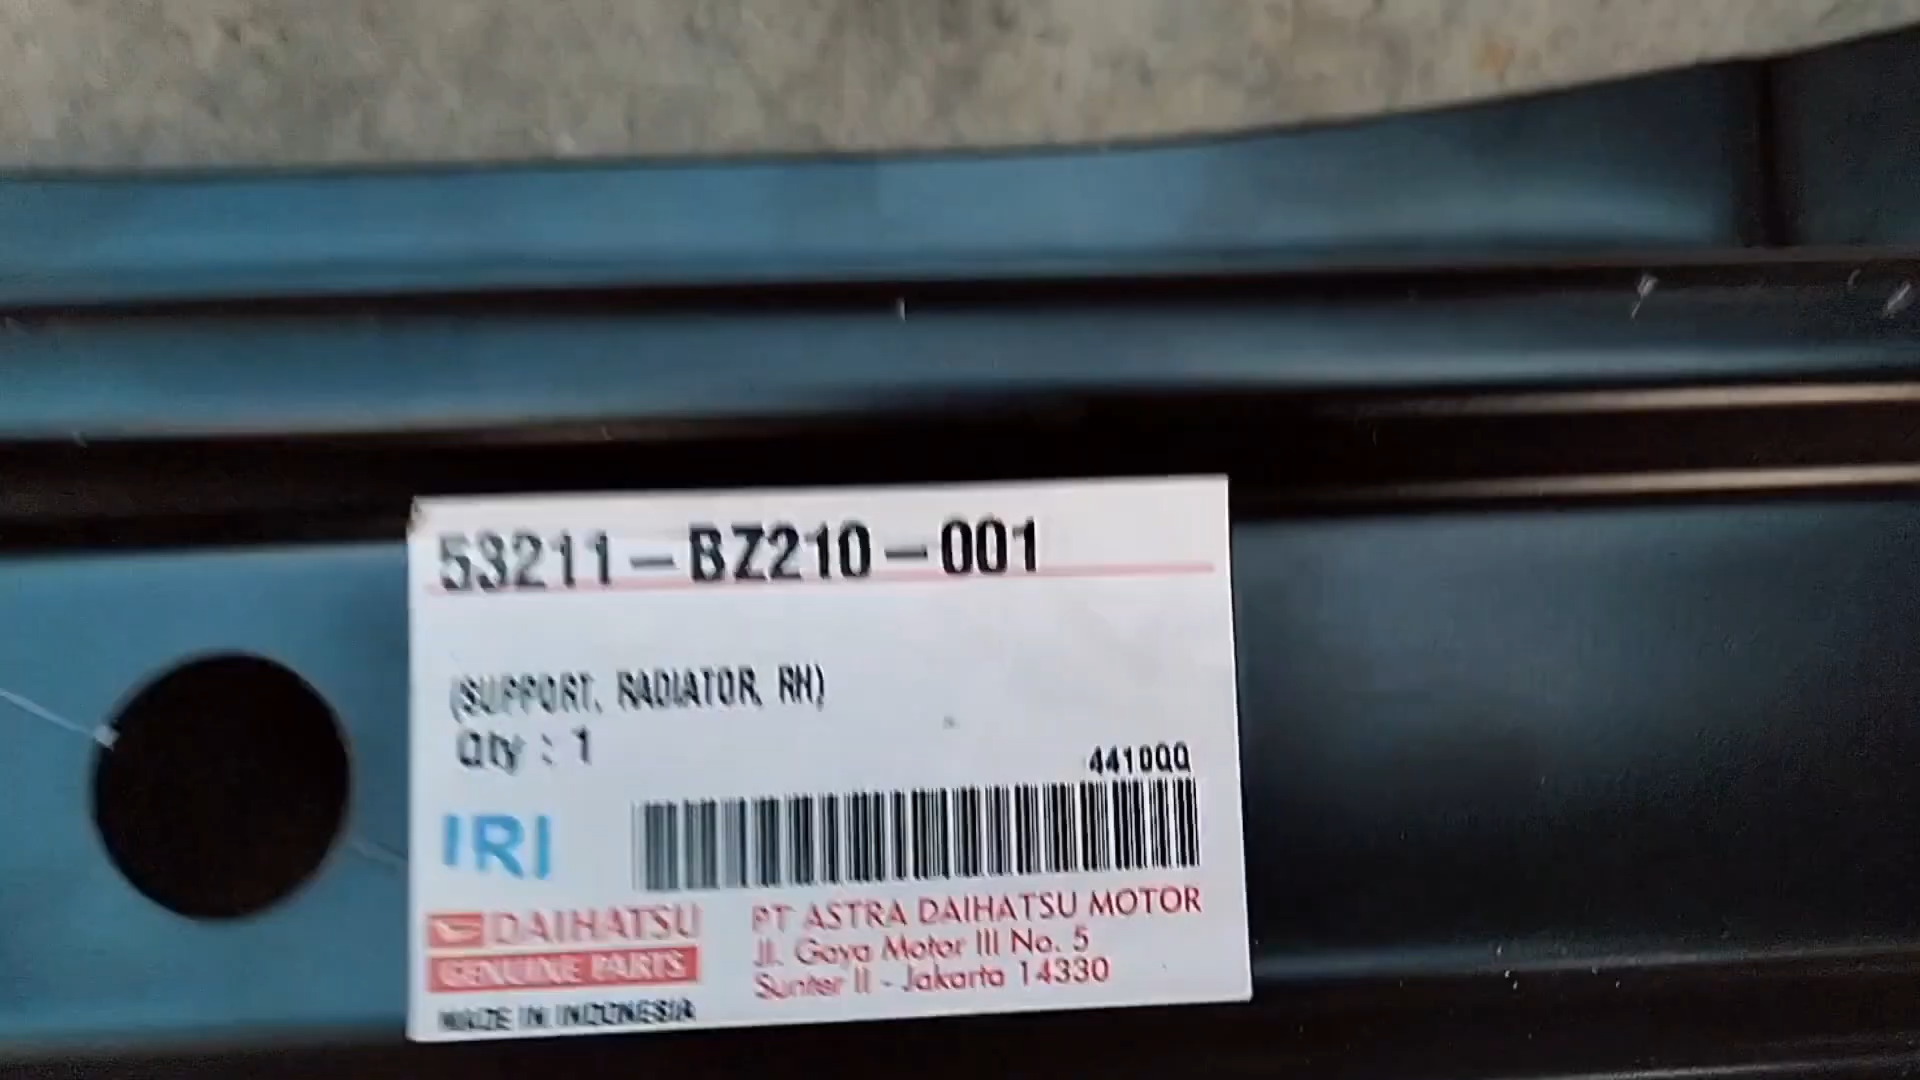 53211-BZ210-001
(SUPPORT, RADIATOR, RH)
Qty : 1
4410QQ
IRI
DAIHATSU
GENUINE PARTS
MADE IN INDONESIA
PT ASTRA DAIHATSU MOTOR
Jl. Gaya Motor III No. 5
Sunter II - Jakarta 14330